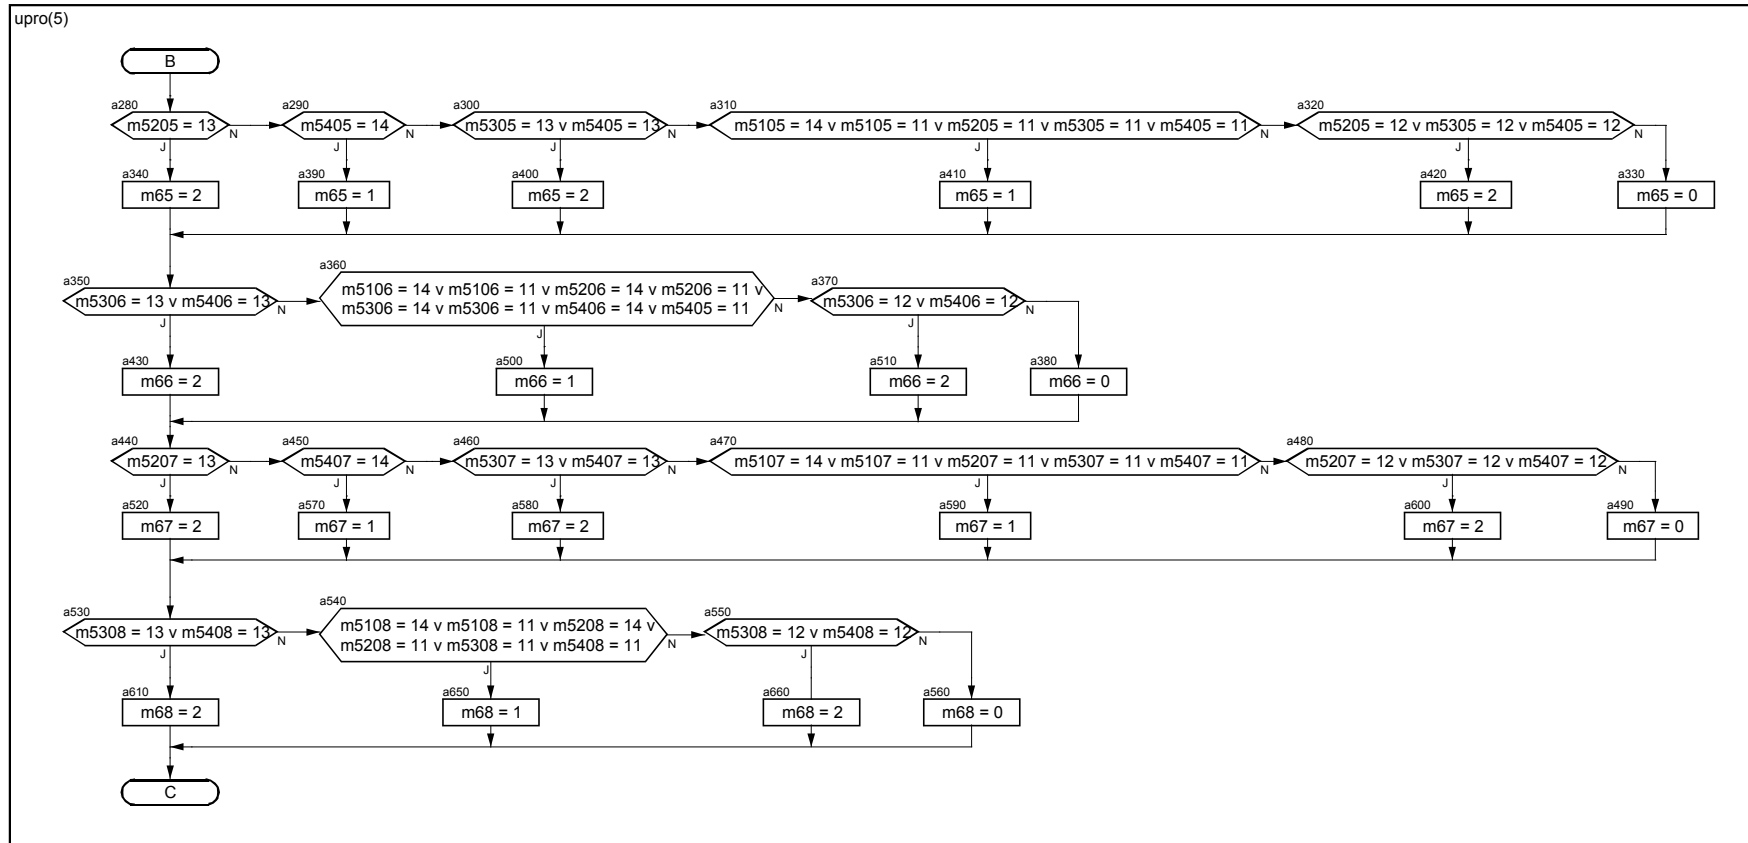 upro(5)
B
a280
m5205 = 13
N
J
a290
m5405 = 14
N
J
a300
m5305 = 13 v m5405 = 13
N
J
a310
m5105 = 14 v m5105 = 11 v m5205 = 11 v m5305 = 11 v m5405 = 11
N
J
a320
m5205 = 12 v m5305 = 12 v m5405 = 12
N
J
a340
m65 = 2
a390
m65 = 1
a400
m65 = 2
a410
m65 = 1
a420
m65 = 2
a330
m65 = 0
a350
m5306 = 13 v m5406 = 13
N
J
a360
m5106 = 14 v m5106 = 11 v m5206 = 14 v m5206 = 11 v
m5306 = 14 v m5306 = 11 v m5406 = 14 v m5405 = 11
N
J
a370
m5306 = 12 v m5406 = 12
N
J
a430
m66 = 2
a500
m66 = 1
a510
m66 = 2
a380
m66 = 0
a440
m5207 = 13
N
J
a450
m5407 = 14
N
J
a460
m5307 = 13 v m5407 = 13
N
J
a470
m5107 = 14 v m5107 = 11 v m5207 = 11 v m5307 = 11 v m5407 = 11
N
J
a480
m5207 = 12 v m5307 = 12 v m5407 = 12
N
J
a520
m67 = 2
a570
m67 = 1
a580
m67 = 2
a590
m67 = 1
a600
m67 = 2
a490
m67 = 0
a530
m5308 = 13 v m5408 = 13
N
J
a540
m5108 = 14 v m5108 = 11 v m5208 = 14 v
m5208 = 11 v m5308 = 11 v m5408 = 11
N
J
a550
m5308 = 12 v m5408 = 12
N
J
a610
m68 = 2
a650
m68 = 1
a660
m68 = 2
a560
m68 = 0
C